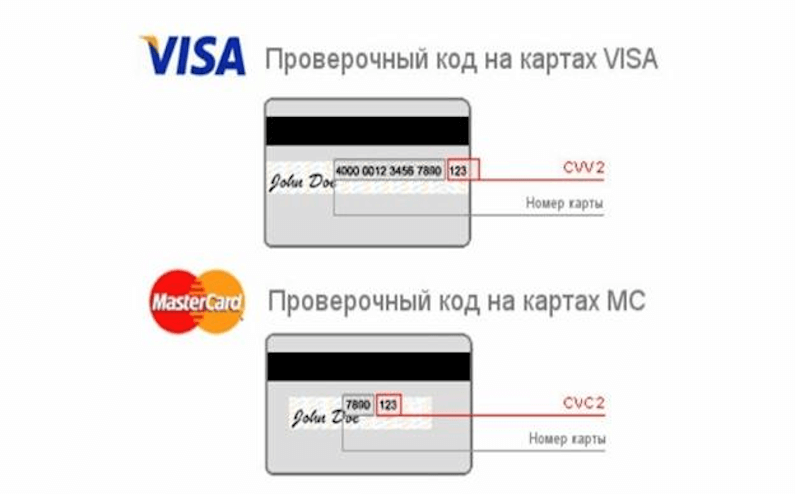 VISA Проверочный код на картах VISA
4000 0012 3456 7890 123 CVV2
John Doe
Номер карты
MasterCard Проверочный код на картах MC
7890 123 CVC2
John Doe
Номер карты